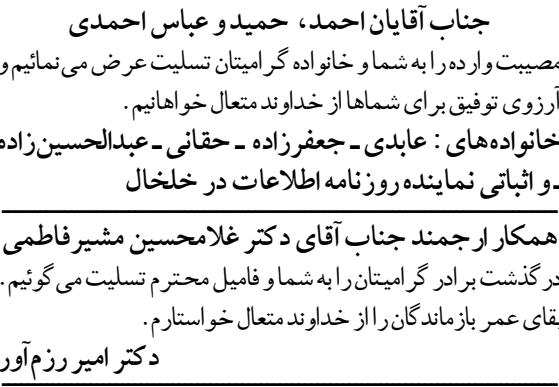 جناب آقایان احمد، حمید و عباس احمدی
مصیبت وارده را به شما و خانواده گرامیتان تسلیت عرض می‌نمائیم و
آرزوی توفیق برای شماها از خداوند متعال خواهانیم.
خانواده‌های : عابدی ـ جعفرزاده ـ حقانی ـ عبدالحسین‌زاده
ـ و اثباتی نماینده روزنامه اطلاعات در خلخال
همکار ارجمند جناب آقای دکتر غلامحسین مشیرفاطمی
درگذشت برادر گرامیتان را به شما و فامیل محترم تسلیت می‌گوئیم.
بقای عمر بازماندگان را از خداوند متعال خواستارم.
دکتر امیر رزم‌آور